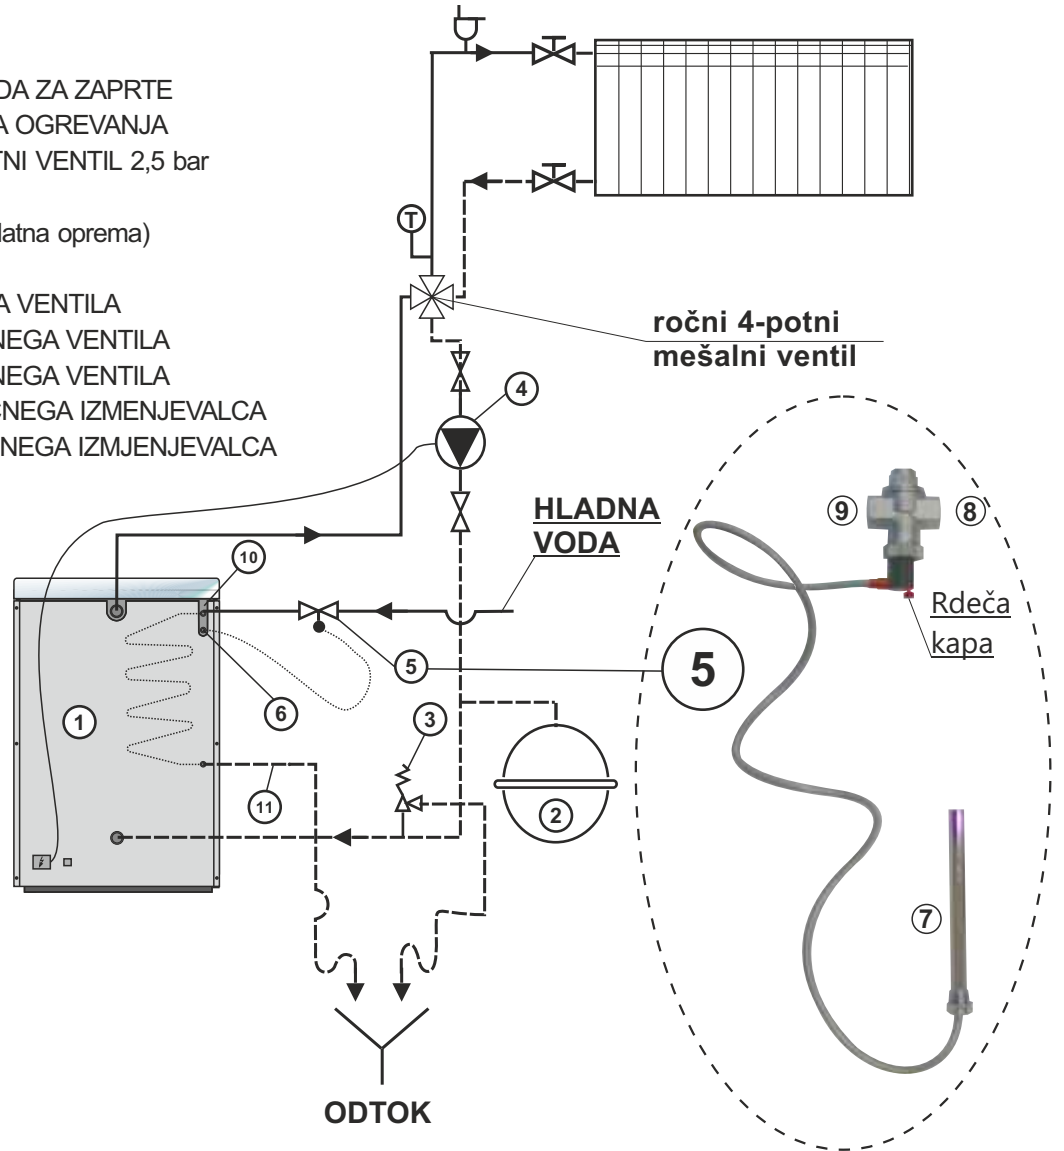 DA ZA ZAPRTE
A OGREVANJA
TNI VENTIL 2,5 bar
latna oprema)
A VENTILA
NEGA VENTILA
NEGA VENTILA
ČNEGA IZMENJEVALCA
NEGA IZMJENJEVALCA
T
ročni 4-potni
mešalni ventil
4
HLADNA
VODA
9
8
10
Rdeča
kapa
5
5
6
1
3
11
2
7
ODTOK